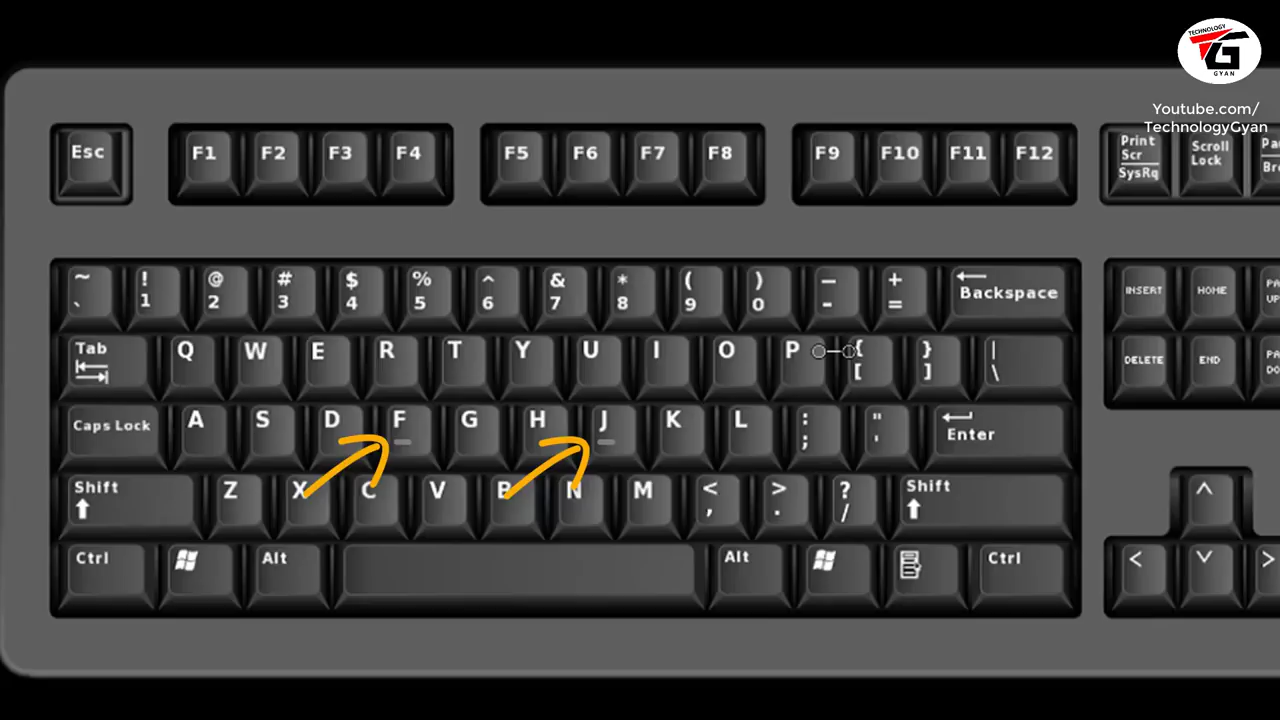 TECHNOLOGY
TG
GYAN
Youtube.com/
TechnologyGyan
Esc F1 F2 F3 F4 F5 F6 F7 F8 F9 F10 F11 F12 Print Scr SysRq Scroll Lock
~ ! @ # $ % ^ & * ( ) — + Backspace INSERT HOME
` 1 2 3 4 5 6 7 8 9 0 - =
Tab Q W E R T Y U I O P { } | DELETE END
[ ] \
Caps Lock A S D F G H J K L : " Enter
; '
Shift Z X C V B N M < > ? Shift ^
, . /
Ctrl Alt Alt Ctrl < v >